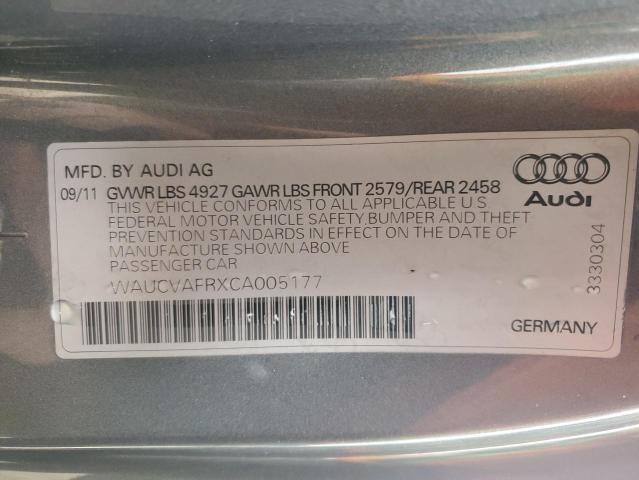 MFD. BY AUDI AG
09/11 GVWR LBS 4927 GAWR LBS FRONT 2579/REAR 2458
THIS VEHICLE CONFORMS TO ALL APPLICABLE U S
FEDERAL MOTOR VEHICLE SAFETY, BUMPER AND THEFT
PREVENTION STANDARDS IN EFFECT ON THE DATE OF
MANUFACTURE SHOWN ABOVE
PASSENGER CAR
WAUCVAFRXCA005177
Audi
3330304
GERMANY